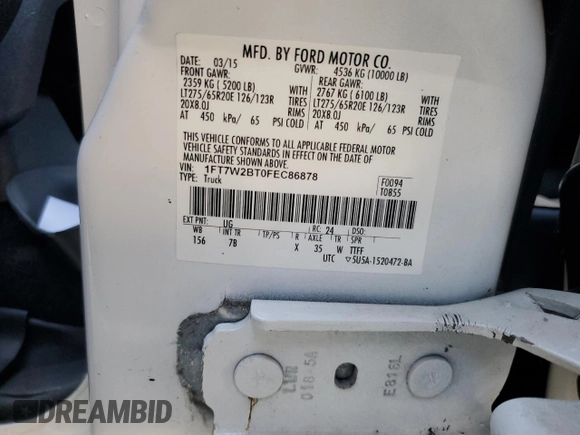 MFD. BY FORD MOTOR CO.
DATE: 03/15 GVWR: 4536 KG (10000 LB)
FRONT GAWR: REAR GAWR:
2359 KG ( 5200 LB) 2767 KG ( 6100 LB)
LT275/65R20E 126/123R TIRES LT275/65R20E 126/123R TIRES
20X8.0J RIMS 20X8.0J RIMS
AT 450 kPa/ 65 PSI COLD AT 450 kPa/ 65 PSI COLD
THIS VEHICLE CONFORMS TO ALL APPLICABLE FEDERAL MOTOR
VEHICLE SAFETY STANDARDS IN EFFECT ON THE DATE OF
MANUFACTURE SHOWN ABOVE.
VIN: 1FT7W2BT0FEC86878
TYPE: Truck
F0094
T0855
EXT PNT: UG RC: 24 DSO:
WB INT TR TP/PS R AXLE TR SPR
156 7B X 35 W TTFF
UTC 5U5A-1520472-BA
018-5A
E816L
DREAMBID